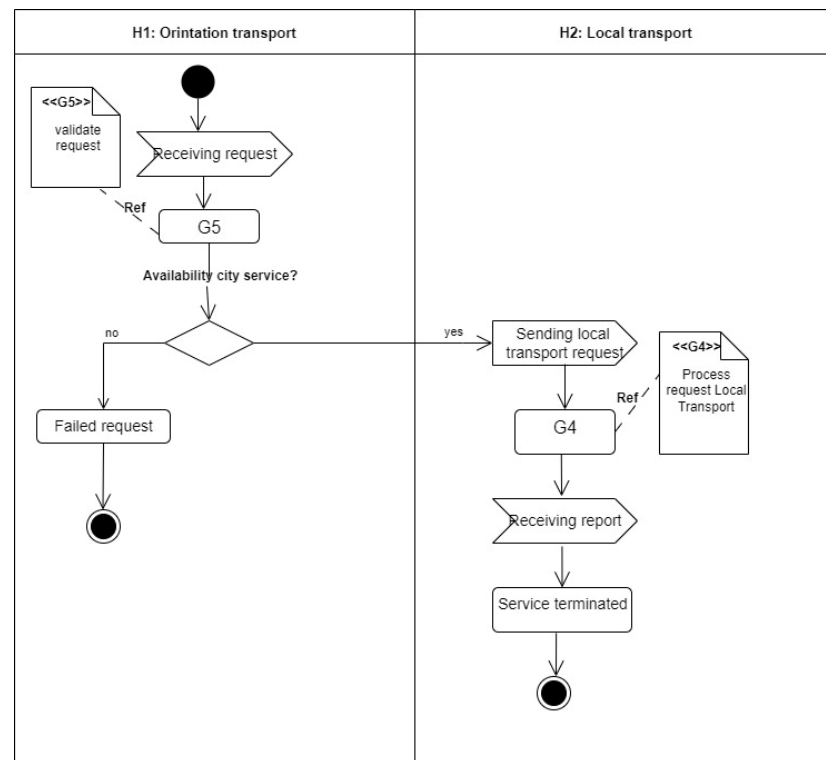 H1: Orintation transport
H2: Local transport
<<G5>>
validate
request
Receiving request
Ref
G5
Availability city service?
no
yes
Sending local
transport request
<<G4>>
Process
request Local
Transport
Ref
G4
Failed request
Receiving report
Service terminated